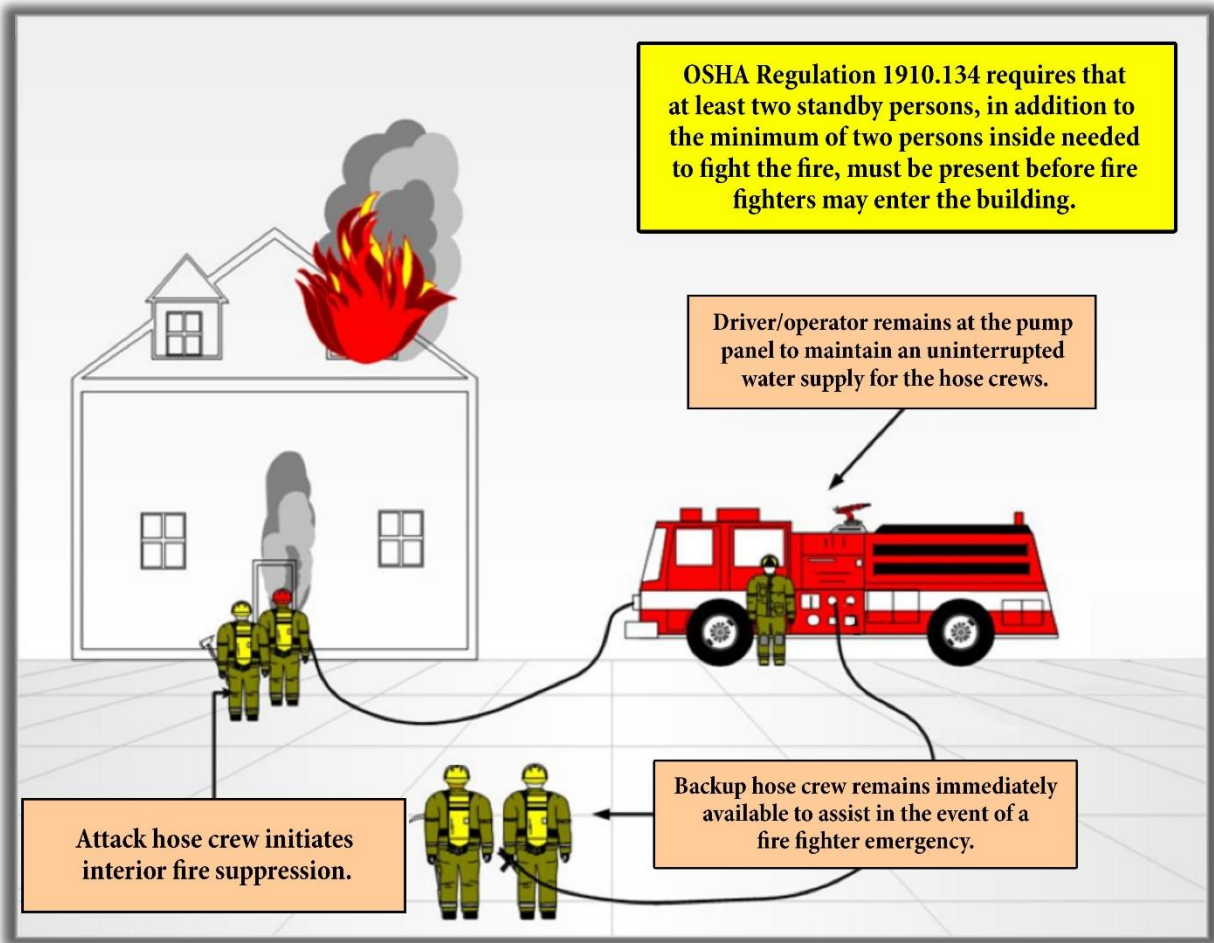 OSHA Regulation 1910.134 requires that
at least two standby persons, in addition to
the minimum of two persons inside needed
to fight the fire, must be present before fire
fighters may enter the building.
Driver/operator remains at the pump
panel to maintain an uninterrupted
water supply for the hose crews.
Backup hose crew remains immediately
available to assist in the event of a
fire fighter emergency.
Attack hose crew initiates
interior fire suppression.